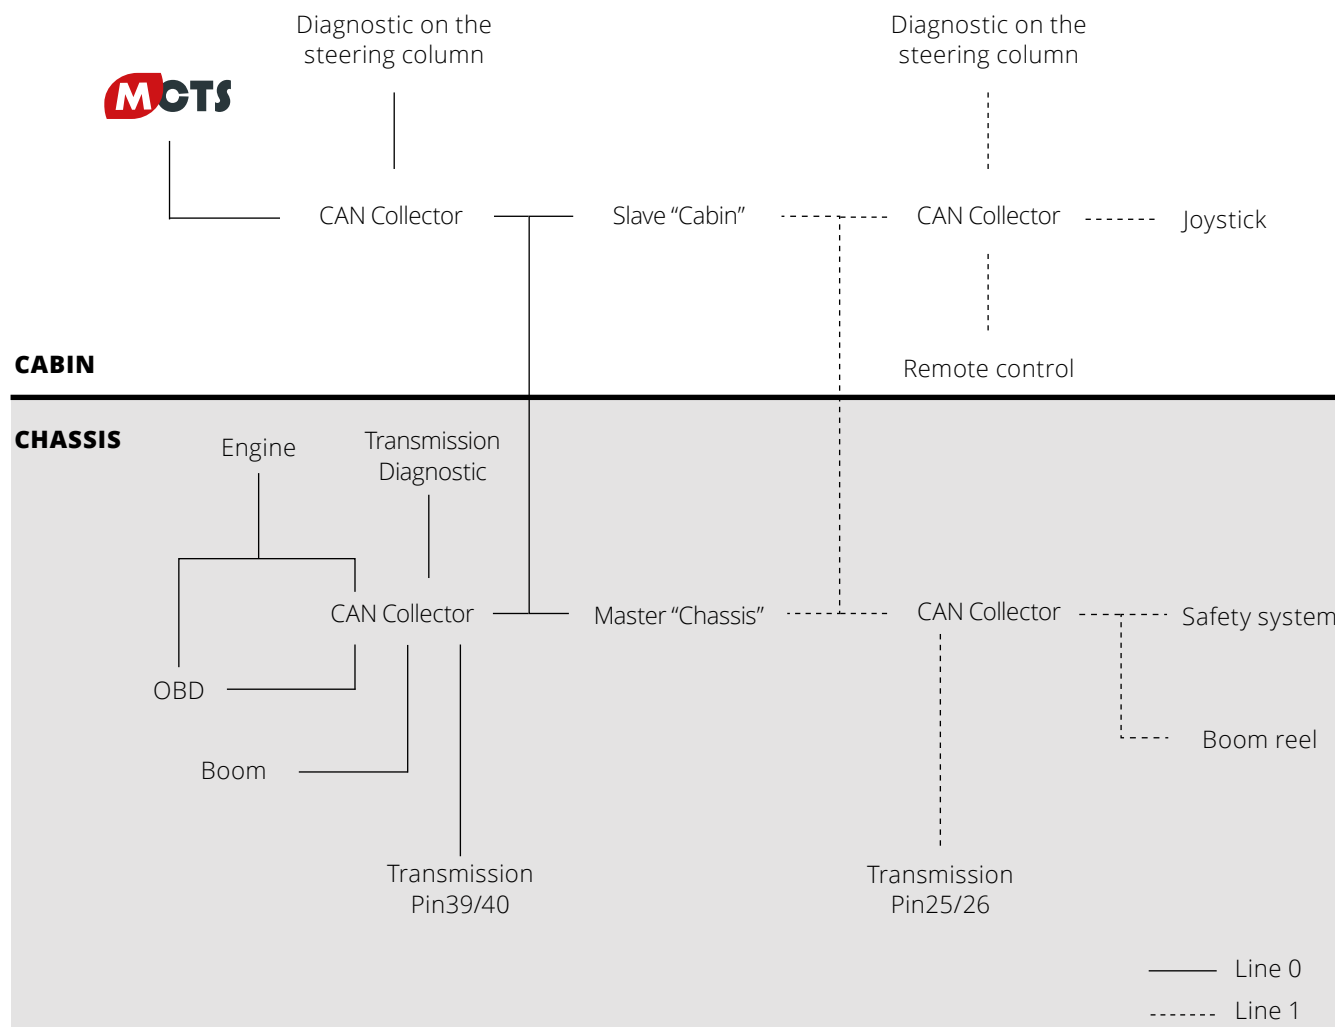 Diagnostic on the
steering column
Diagnostic on the
steering column
MCTS
CAN Collector
Slave “Cabin”
CAN Collector
Joystick
Remote control
CABIN
CHASSIS
Engine
Transmission
Diagnostic
CAN Collector
Master “Chassis”
CAN Collector
Safety system
OBD
Boom reel
Boom
Transmission
Pin39/40
Transmission
Pin25/26
Line 0
Line 1